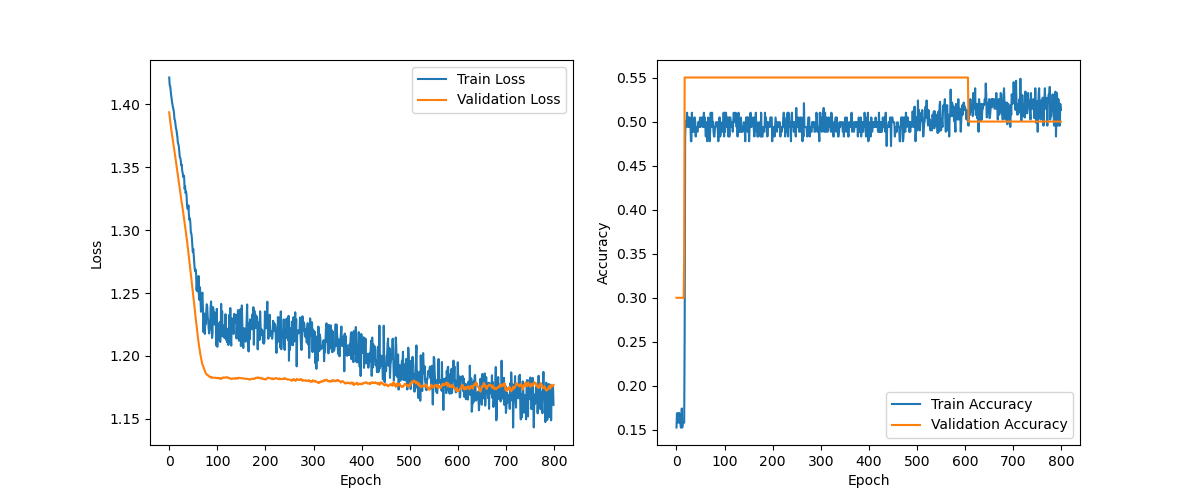 Train Loss
Validation Loss
1.40
1.35
1.30
1.25
1.20
1.15
Loss
0 100 200 300 400 500 600 700 800
Epoch
0.55
0.50
0.45
0.40
0.35
0.30
0.25
0.20
0.15
Accuracy
Train Accuracy
Validation Accuracy
0 100 200 300 400 500 600 700 800
Epoch